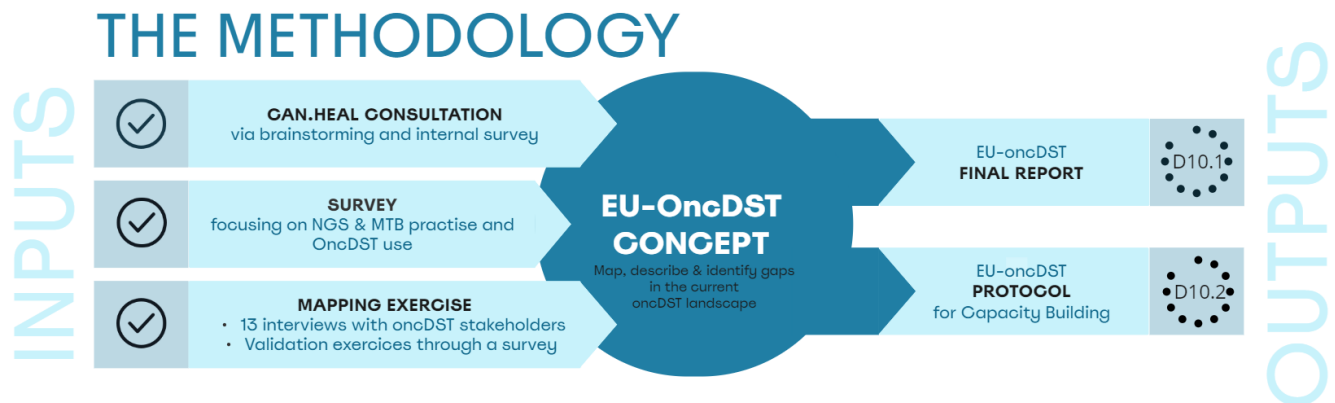 THE METHODOLOGY
INPUTS
CAN.HEAL CONSULTATION
via brainstorming and internal survey
SURVEY
focusing on NGS & MTB practise and
OncDST use
MAPPING EXERCISE
• 13 interviews with oncDST stakeholders
• Validation exercices through a survey
EU-OncDST
CONCEPT
Map, describe & identify gaps
in the current
oncDST landscape
EU-oncDST
FINAL REPORT
D10.1
EU-oncDST
PROTOCOL
for Capacity Building
D10.2
OUTPUTS